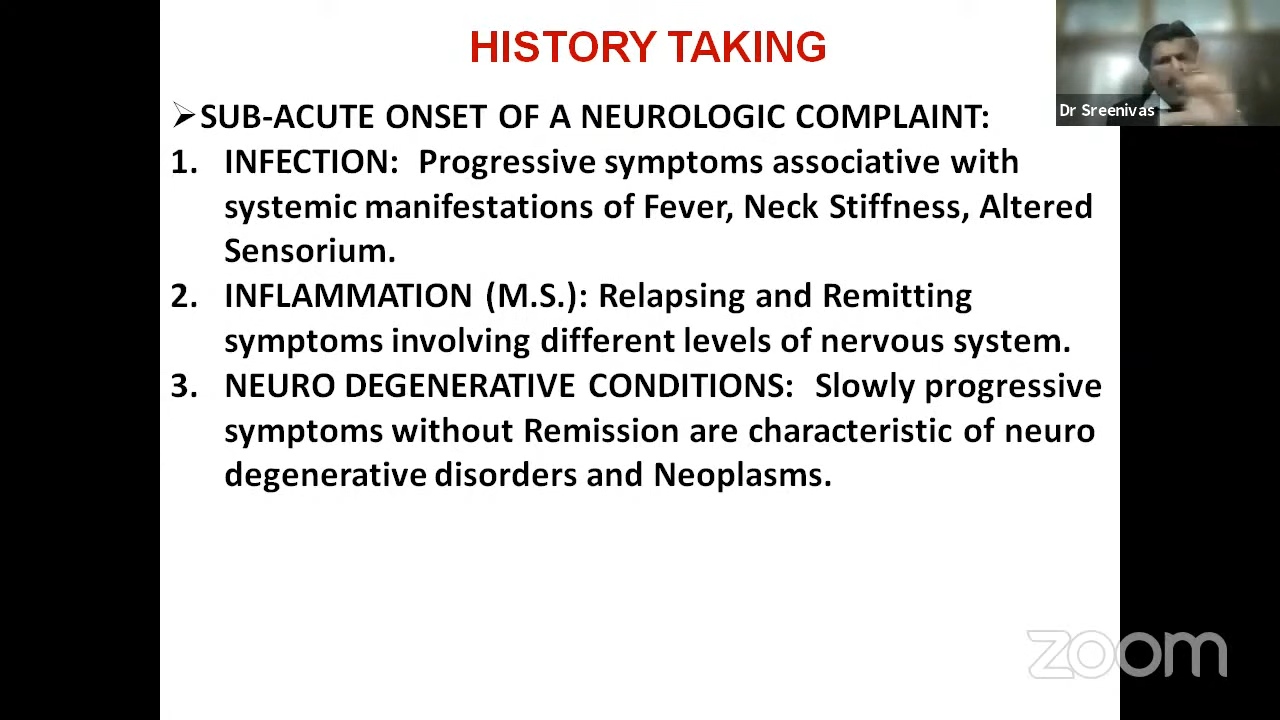 HISTORY TAKING
Dr Sreenivas
➢SUB-ACUTE ONSET OF A NEUROLOGIC COMPLAINT:
1. INFECTION: Progressive symptoms associative with
systemic manifestations of Fever, Neck Stiffness, Altered
Sensorium.
2. INFLAMMATION (M.S.): Relapsing and Remitting
symptoms involving different levels of nervous system.
3. NEURO DEGENERATIVE CONDITIONS: Slowly progressive
symptoms without Remission are characteristic of neuro
degenerative disorders and Neoplasms.
zoom